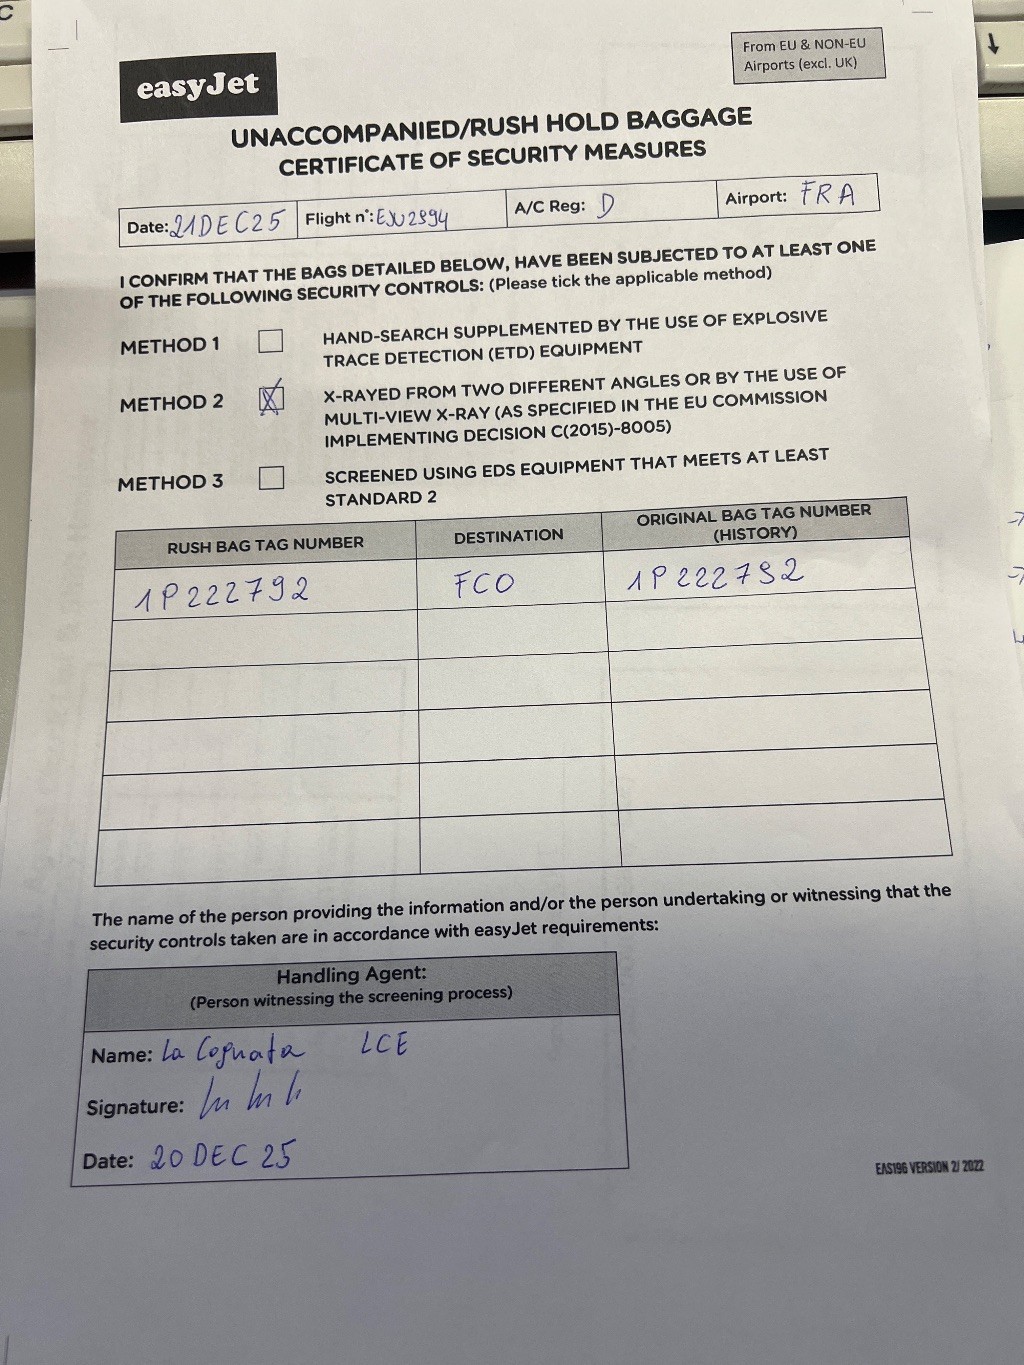 easyJet
From EU & NON-EU
Airports (excl. UK)
UNACCOMPANIED/RUSH HOLD BAGGAGE
CERTIFICATE OF SECURITY MEASURES
Date: 21DEC25 Flight n°: EJU2894 A/C Reg: D Airport: FRA
I CONFIRM THAT THE BAGS DETAILED BELOW, HAVE BEEN SUBJECTED TO AT LEAST ONE
OF THE FOLLOWING SECURITY CONTROLS: (Please tick the applicable method)
METHOD 1 HAND-SEARCH SUPPLEMENTED BY THE USE OF EXPLOSIVE
TRACE DETECTION (ETD) EQUIPMENT
METHOD 2 X X-RAYED FROM TWO DIFFERENT ANGLES OR BY THE USE OF
MULTI-VIEW X-RAY (AS SPECIFIED IN THE EU COMMISSION
IMPLEMENTING DECISION C(2015)-8005)
METHOD 3 SCREENED USING EDS EQUIPMENT THAT MEETS AT LEAST
STANDARD 2
RUSH BAG TAG NUMBER DESTINATION ORIGINAL BAG TAG NUMBER
(HISTORY)
1P222792 FCO 1P222792
The name of the person providing the information and/or the person undertaking or witnessing that the
security controls taken are in accordance with easyJet requirements:
Handling Agent:
(Person witnessing the screening process)
Name: La Cognata LCE
Signature:
Date: 20 DEC 25
EAS196 VERSION 2/ 2022